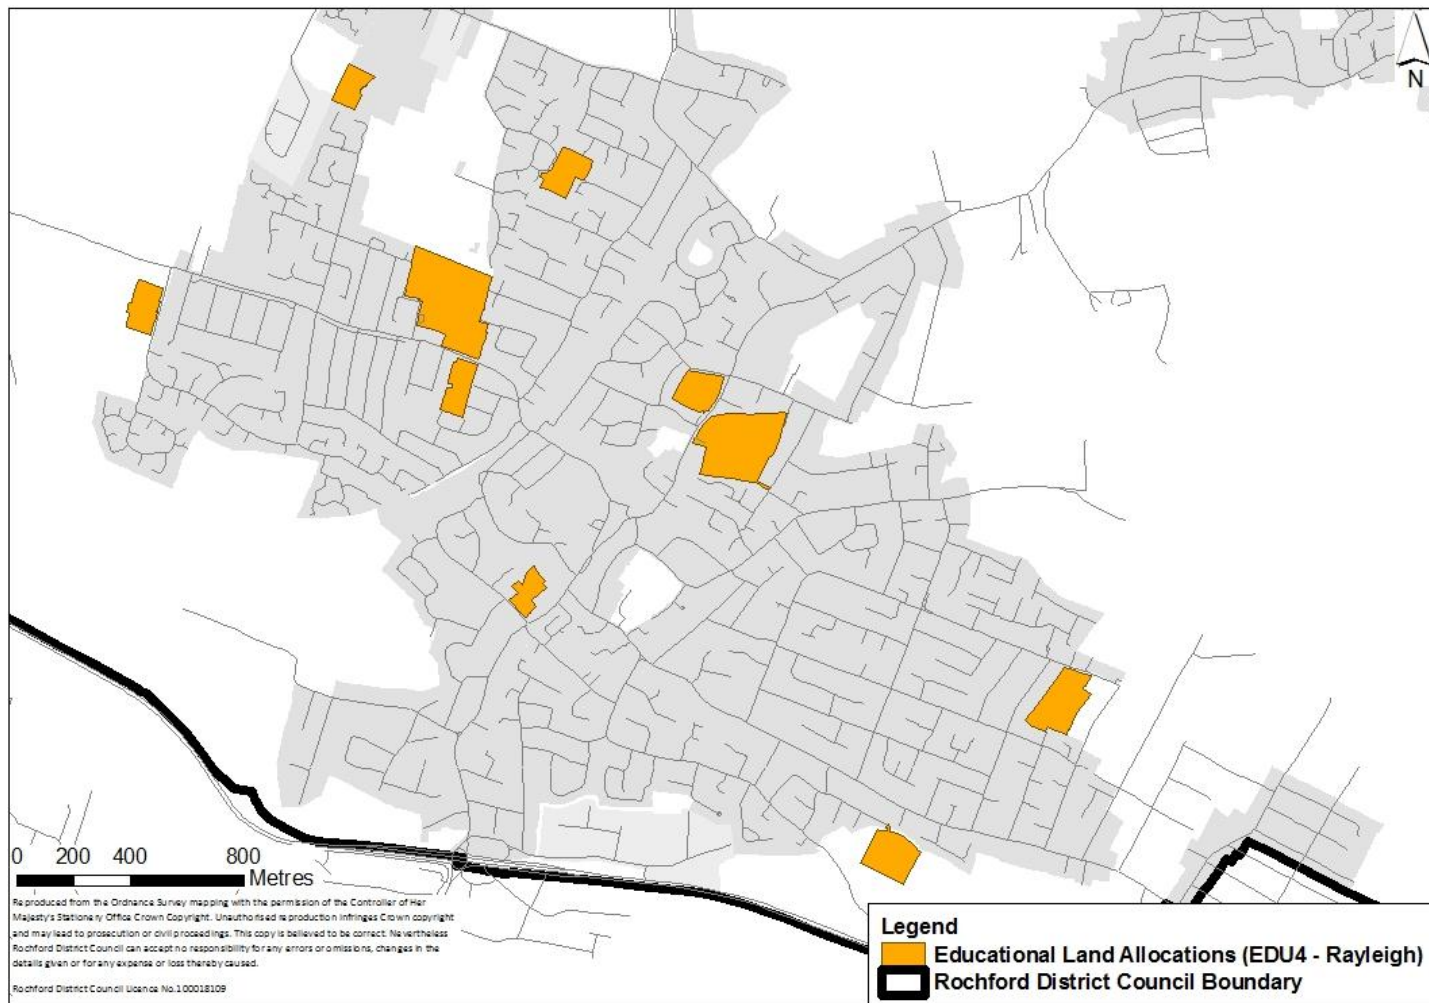 N
0 200 400 800
Metres
Reproduced from the Ordnance Survey mapping with the permission of the Controller of Her
Majesty's Stationery Office Crown Copyright. Unauthorised reproduction infringes Crown copyright
and may lead to prosecution or civil proceedings. This copy is believed to be correct. Nevertheless
Rochford District Council can accept no responsibility for any errors or omissions, changes in the
details given or for any expense or loss thereby caused.
Rochford District Council Licence No.100018109
Legend
Educational Land Allocations (EDU4 - Rayleigh)
Rochford District Council Boundary